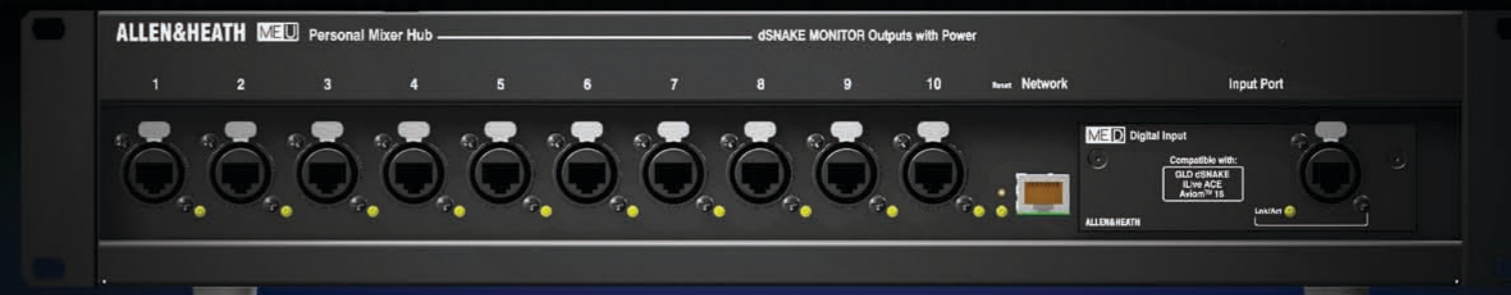 ALLEN&HEATH ME U Personal Mixer Hub dSNAKE MONITOR Outputs with Power
1 2 3 4 5 6 7 8 9 10 Reset Network Input Port
ME D Digital Input
Compatible with:
GLD dSNAKE
iLive ACE
Aviom™ 16
Lnk/Act
ALLEN&HEATH